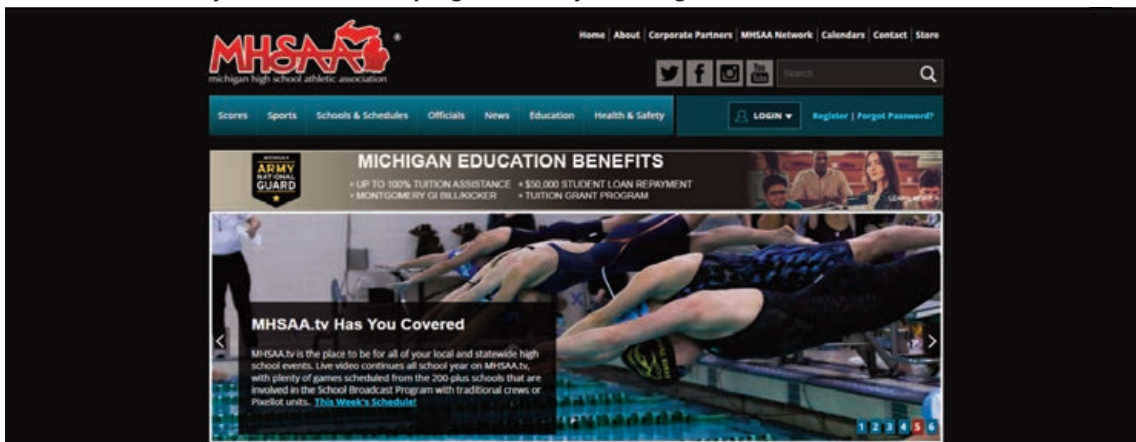 MHSAA®
michigan high school athletic association
Home | About | Corporate Partners | MHSAA Network | Calendars | Contact | Store
You Tube
Search...
Scores Sports Schools & Schedules Officials News Education Health & Safety
LOGIN
Register | Forgot Password?
MICHIGAN
ARMY
NATIONAL
GUARD
MICHIGAN EDUCATION BENEFITS
• UP TO 100% TUITION ASSISTANCE • $50,000 STUDENT LOAN REPAYMENT
• MONTGOMERY GI BILL/KICKER • TUITION GRANT PROGRAM
LEARN MORE >
MHSAA.tv Has You Covered
MHSAA.tv is the place to be for all of your local and statewide high
school events. Live video continues all school year on MHSAA.tv,
with plenty of games scheduled from the 200-plus schools that are
involved in the School Broadcast Program with traditional crews or
Pixellot units. This Week's Schedule!
1 2 3 4 5 6